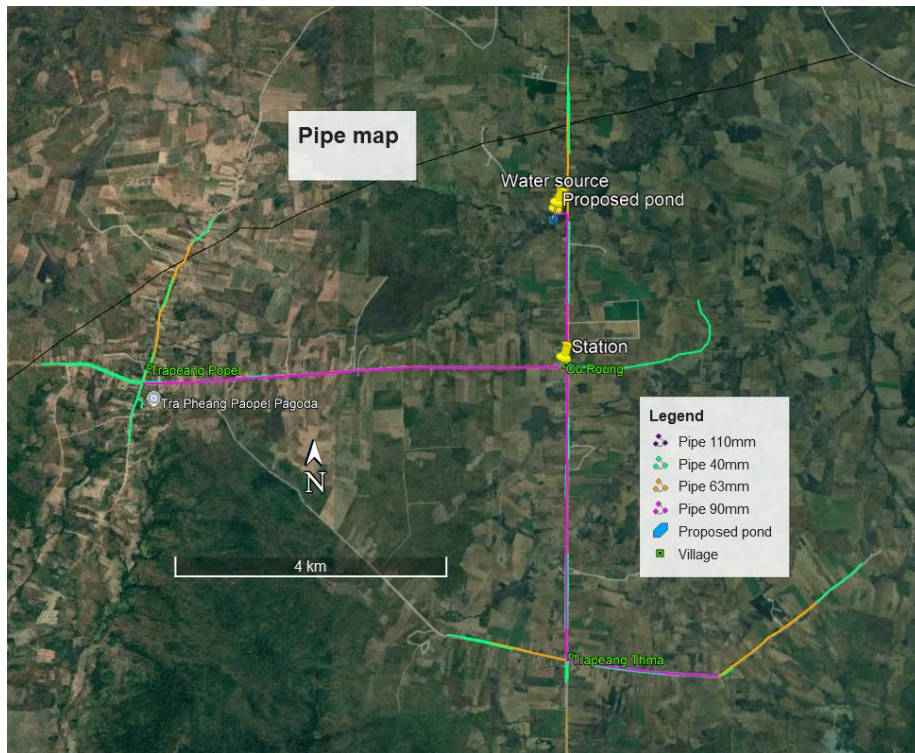 Pipe map
Water source
Proposed pond
Station
Ou Roung
Trapeang Popel
Tra Pheang Paopel Pagoda
N
4 km
Legend
Pipe 110mm
Pipe 40mm
Pipe 63mm
Pipe 90mm
Proposed pond
Village
Trapeang Thma